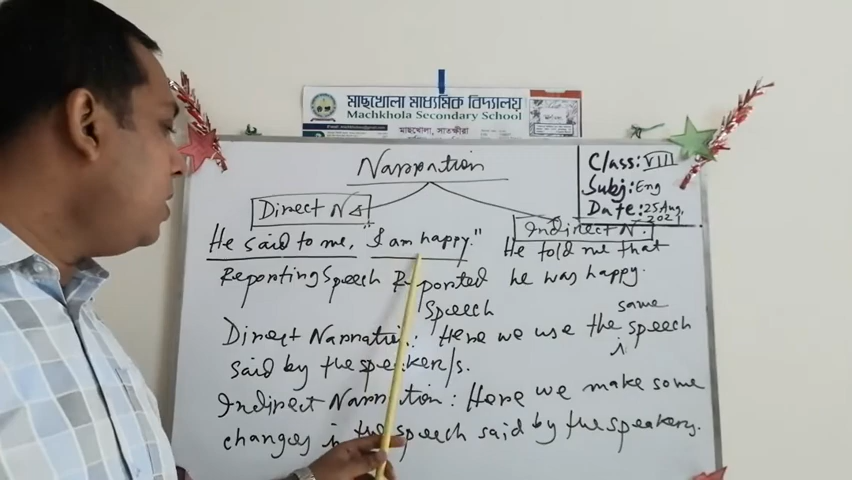 মাছখোলা মাধ্যমিক বিদ্যালয়
Machkhola Secondary School
মাছখোলা, সাতক্ষীরা
Narration
Class: VII
Subj: Eng
Date: 25 Aug, 2021
Direct N
Indirect N.
He said to me, "I am happy."
He told me that
he was happy.
Reporting Speech Reported
Speech
same
Direct Narration: Here we use the speech
said by the speaker/s.
Indirect Narration: Here we make some
changes in the speech said by the speakers.